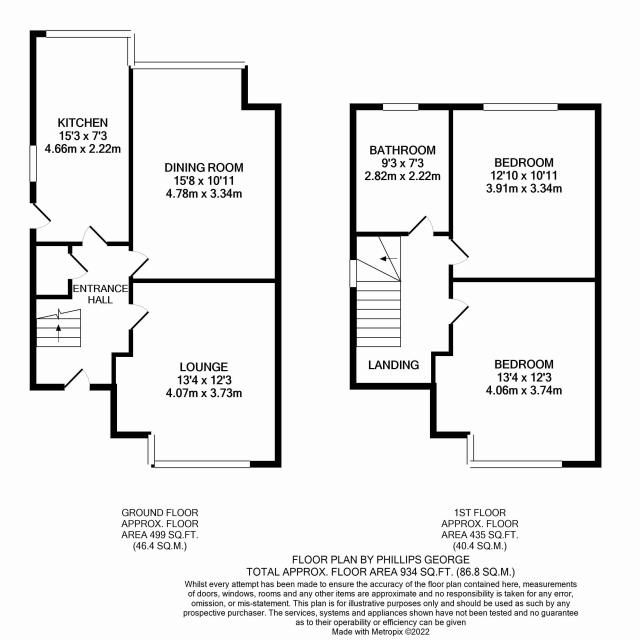 KITCHEN
15'3 x 7'3
4.66m x 2.22m
DINING ROOM
15'8 x 10'11
4.78m x 3.34m
ENTRANCE
HALL
LOUNGE
13'4 x 12'3
4.07m x 3.73m
BATHROOM
9'3 x 7'3
2.82m x 2.22m
BEDROOM
12'10 x 10'11
3.91m x 3.34m
LANDING
BEDROOM
13'4 x 12'3
4.06m x 3.74m
GROUND FLOOR
APPROX. FLOOR
AREA 499 SQ.FT.
(46.4 SQ.M.)
1ST FLOOR
APPROX. FLOOR
AREA 435 SQ.FT.
(40.4 SQ.M.)
FLOOR PLAN BY PHILLIPS GEORGE
TOTAL APPROX. FLOOR AREA 934 SQ.FT. (86.8 SQ.M.)
Whilst every attempt has been made to ensure the accuracy of the floor plan contained here, measurements
of doors, windows, rooms and any other items are approximate and no responsibility is taken for any error,
omission, or mis-statement. This plan is for illustrative purposes only and should be used as such by any
prospective purchaser. The services, systems and appliances shown have not been tested and no guarantee
as to their operability or efficiency can be given
Made with Metropix ©2022